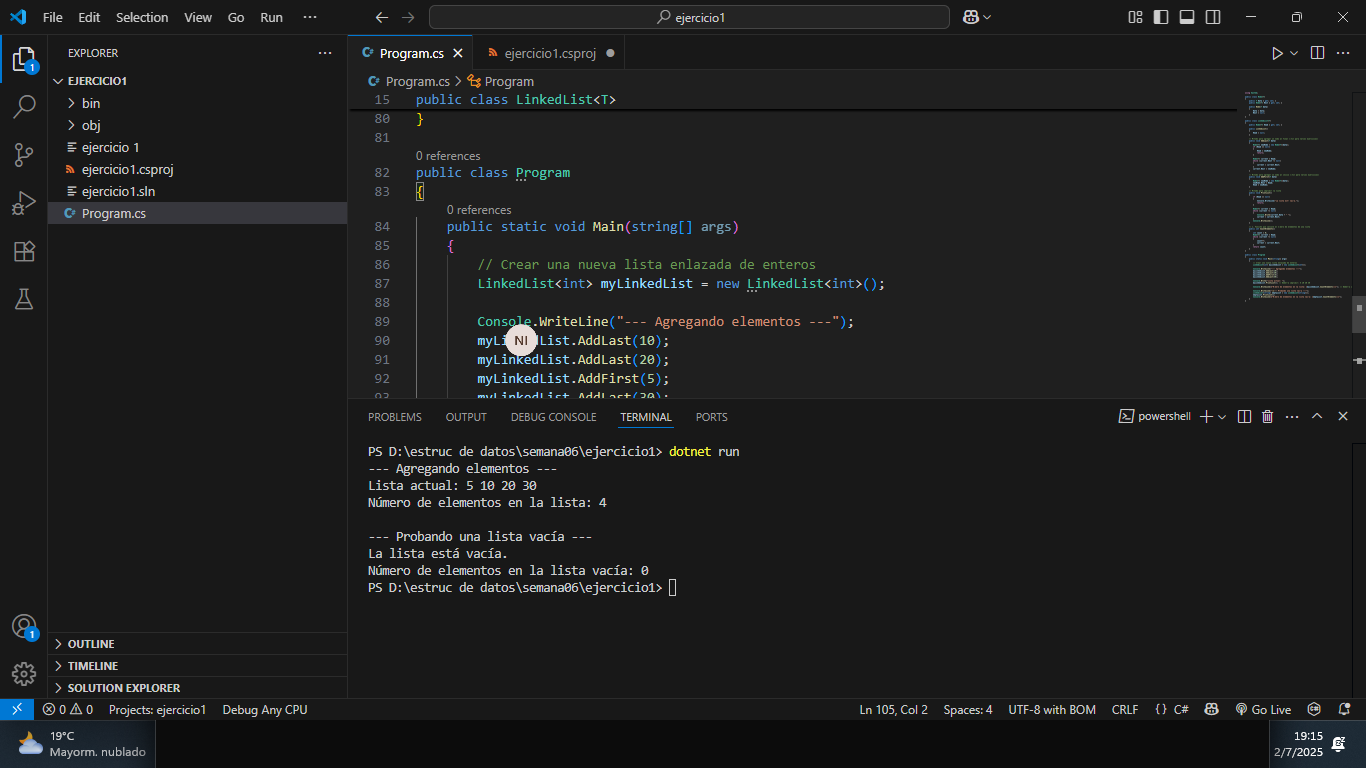 File Edit Selection View Go Run ··· ejercicio1
EXPLORER ···
EJERCICIO1
bin
obj
ejercicio 1
ejercicio1.csproj
ejercicio1.sln
Program.cs
OUTLINE
TIMELINE
SOLUTION EXPLORER
Program.cs ejercicio1.csproj
Program.cs > Program
15 public class LinkedList<T>
80 }
81
0 references
82 public class Program
83 {
0 references
84 public static void Main(string[] args)
85 {
86 // Crear una nueva lista enlazada de enteros
87 LinkedList<int> myLinkedList = new LinkedList<int>();
88
89 Console.WriteLine("--- Agregando elementos ---");
NI
90 myLinkedList.AddLast(10);
91 myLinkedList.AddLast(20);
92 myLinkedList.AddFirst(5);
93 myLinkedList.AddLast(30);
PROBLEMS OUTPUT DEBUG CONSOLE TERMINAL PORTS powershell
PS D:\estruc de datos\semana06\ejercicio1> dotnet run
--- Agregando elementos ---
Lista actual: 5 10 20 30
Número de elementos en la lista: 4
--- Probando una lista vacía ---
La lista está vacía.
Número de elementos en la lista vacía: 0
PS D:\estruc de datos\semana06\ejercicio1>
0 0 Projects: ejercicio1 Debug Any CPU Ln 105, Col 2 Spaces: 4 UTF-8 with BOM CRLF {} C# Go Live
19°C
Mayorm. nublado
19:15
2/7/2025